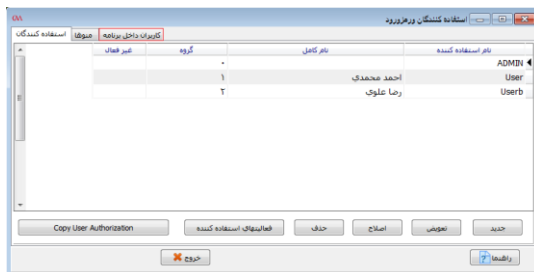 استفاده کنندگان ورمزورود
استفاده کنندگان منوها کاربران داخل برنامه
نام استفاده کننده نام کامل گروه غیر فعال
ADMIN ۰
User احمد محمدی ۱
Userb رضا علوی ۲
جدید تعویض اصلاح حذف فعالیتهای استفاده کننده Copy User Authorization
راهنما خروج